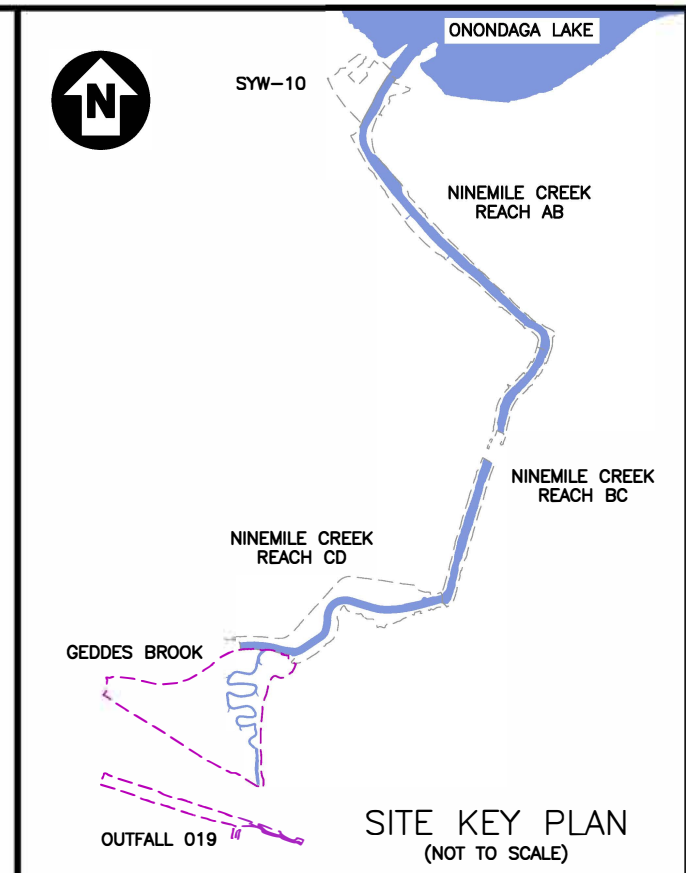 ONONDAGA LAKE
N
SYW-10
NINEMILE CREEK
REACH AB
NINEMILE CREEK
REACH BC
NINEMILE CREEK
REACH CD
GEDDES BROOK
OUTFALL 019
SITE KEY PLAN
(NOT TO SCALE)